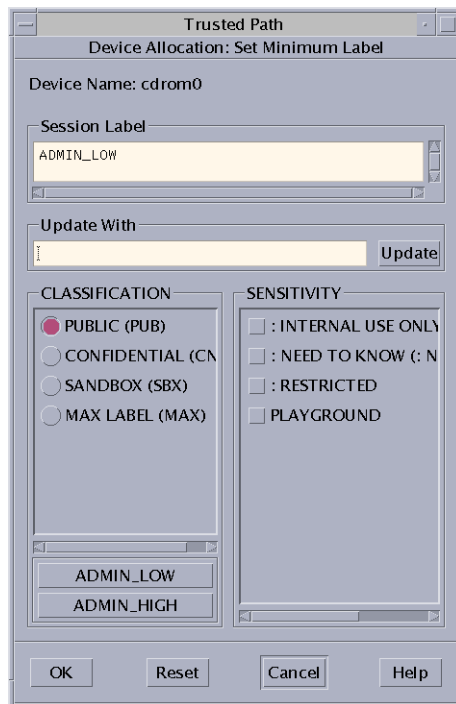 Trusted Path
Device Allocation: Set Minimum Label
Device Name: cdrom0
Session Label
ADMIN_LOW
Update With
Update
CLASSIFICATION
PUBLIC (PUB)
CONFIDENTIAL (CN
SANDBOX (SBX)
MAX LABEL (MAX)
ADMIN_LOW
ADMIN_HIGH
SENSITIVITY
: INTERNAL USE ONLY
: NEED TO KNOW (: N
: RESTRICTED
PLAYGROUND
OK
Reset
Cancel
Help